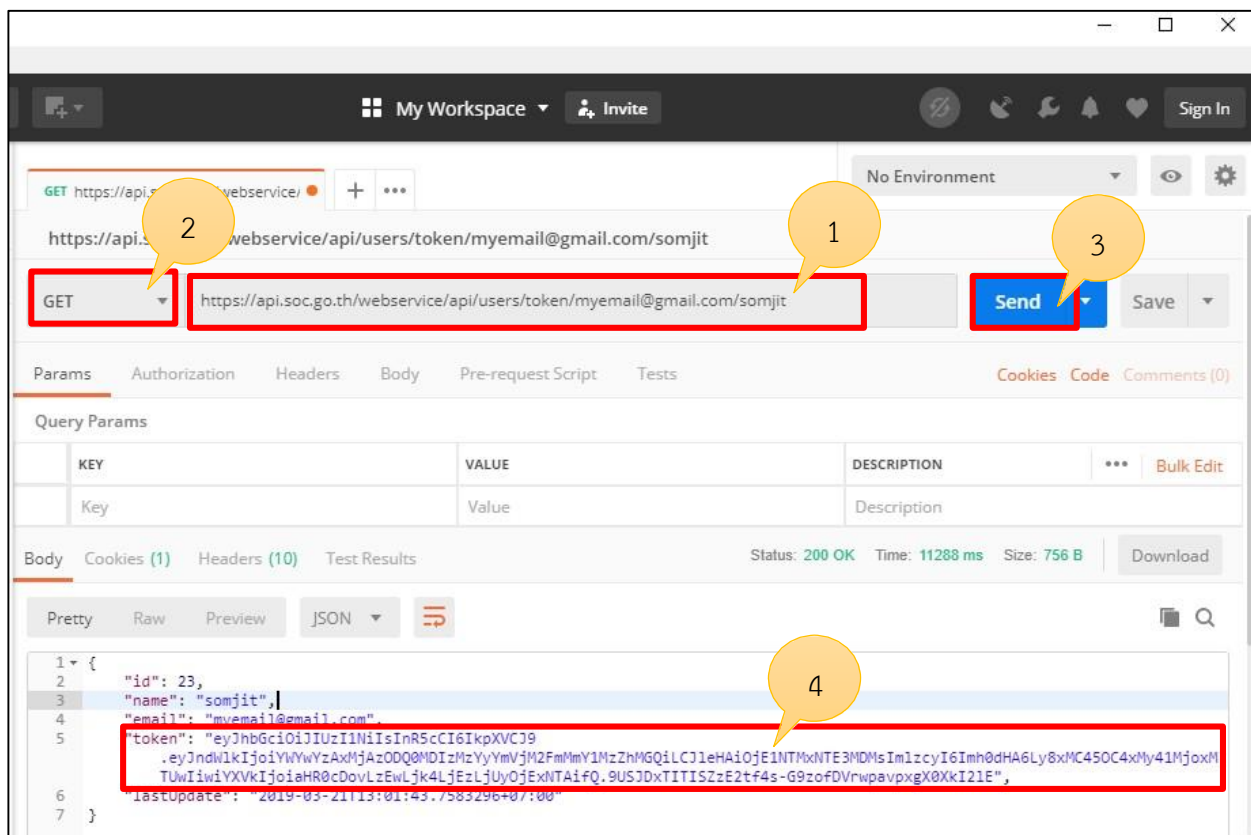 My Workspace Invite Sign In
GET https://api.s webservice/ + •••
No Environment
https://api.s webservice/api/users/token/myemail@gmail.com/somjit
2
1
3
GET https://api.soc.go.th/webservice/api/users/token/myemail@gmail.com/somjit Send Save
Params Authorization Headers Body Pre-request Script Tests Cookies Code Comments (0)
Query Params
KEY VALUE DESCRIPTION ••• Bulk Edit
Key Value Description
Body Cookies (1) Headers (10) Test Results Status: 200 OK Time: 11288 ms Size: 756 B Download
Pretty Raw Preview JSON
4
1 {
2 "id": 23,
3 "name": "somjit",
4 "email": "myemail@gmail.com",
5 "token": "eyJhbGciOiJIUzI1NiIsInR5cCI6IkpXVCJ9
6 "lastUpdate": "2019-03-21T13:01:43.7583296+07:00"
7 }